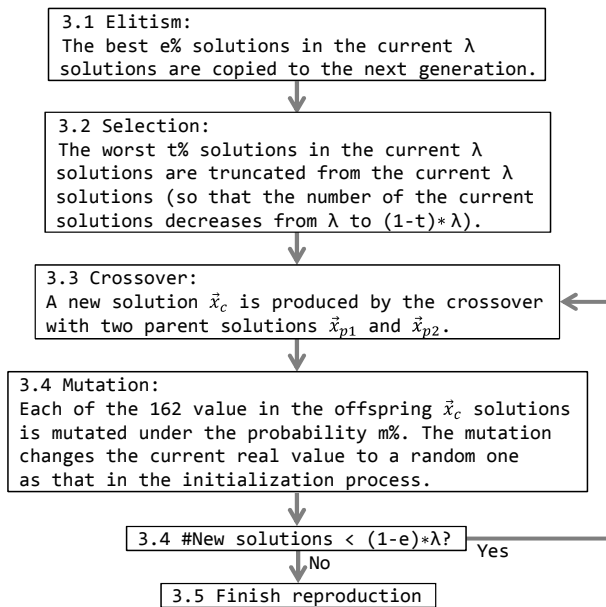 3.1 Elitism:
The best e% solutions in the current λ
solutions are copied to the next generation.
3.2 Selection:
The worst t% solutions in the current λ
solutions are truncated from the current λ
solutions (so that the number of the current
solutions decreases from λ to (1-t)*λ).
3.3 Crossover:
A new solution x⃗_c is produced by the crossover
with two parent solutions x⃗_p1 and x⃗_p2.
3.4 Mutation:
Each of the 162 value in the offspring x⃗_c solutions
is mutated under the probability m%. The mutation
changes the current real value to a random one
as that in the initialization process.
3.4 #New solutions < (1-e)*λ?
Yes
No
3.5 Finish reproduction